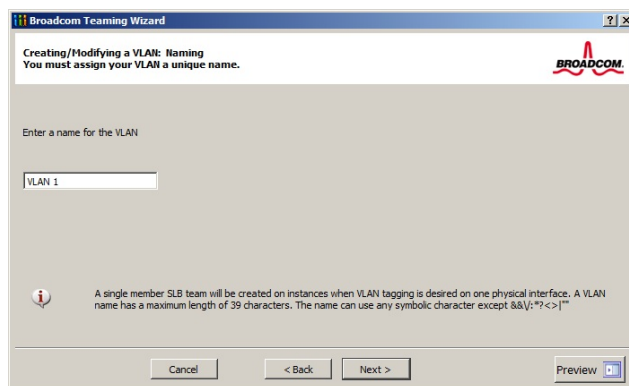 Broadcom Teaming Wizard
Creating/Modifying a VLAN: Naming
You must assign your VLAN a unique name.
BROADCOM.
Enter a name for the VLAN
VLAN 1
A single member SLB team will be created on instances when VLAN tagging is desired on one physical interface. A VLAN
name has a maximum length of 39 characters. The name can use any symbolic character except &&\/:*?<>|""
Cancel
< Back
Next >
Preview